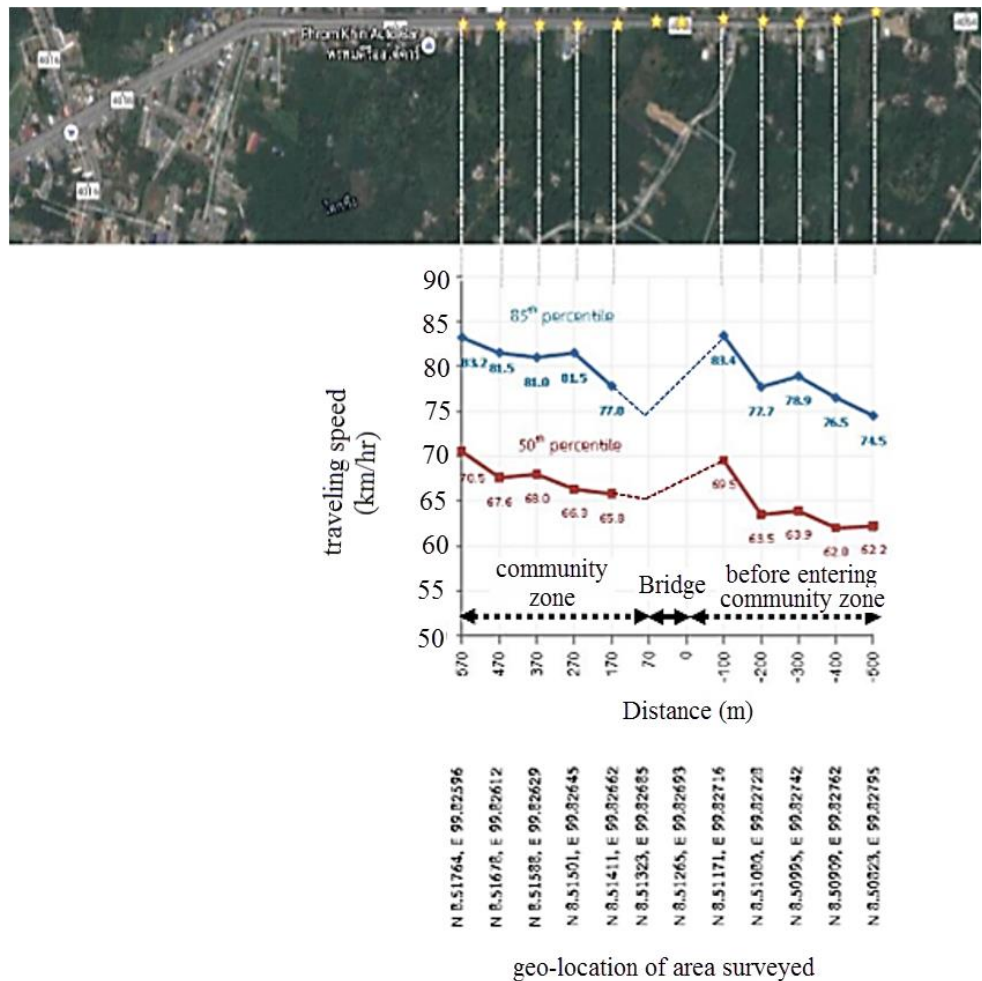 4016
4016
4016
Auto
90
85
80
75
70
65
60
55
50
traveling speed
(km/hr)
85th percentile
83.2
81.5
81.0
81.5
77.8
83.4
77.7
78.9
76.5
74.5
50th percentile
70.5
67.6
68.0
66.3
65.8
69.5
63.5
63.9
62.0
62.2
community
zone
Bridge
before entering
community zone
570
470
370
270
170
70
0
-100
-200
-300
-400
-500
Distance (m)
N 8.51764, E 99.82596
N 8.51678, E 99.82612
N 8.51588, E 99.82629
N 8.51501, E 99.82645
N 8.51411, E 99.82662
N 8.51323, E 99.82685
N 8.51265, E 99.82693
N 8.51171, E 99.82716
N 8.51080, E 99.82728
N 8.50995, E 99.82742
N 8.50909, E 99.82762
N 8.50823, E 99.82795
geo-location of area surveyed